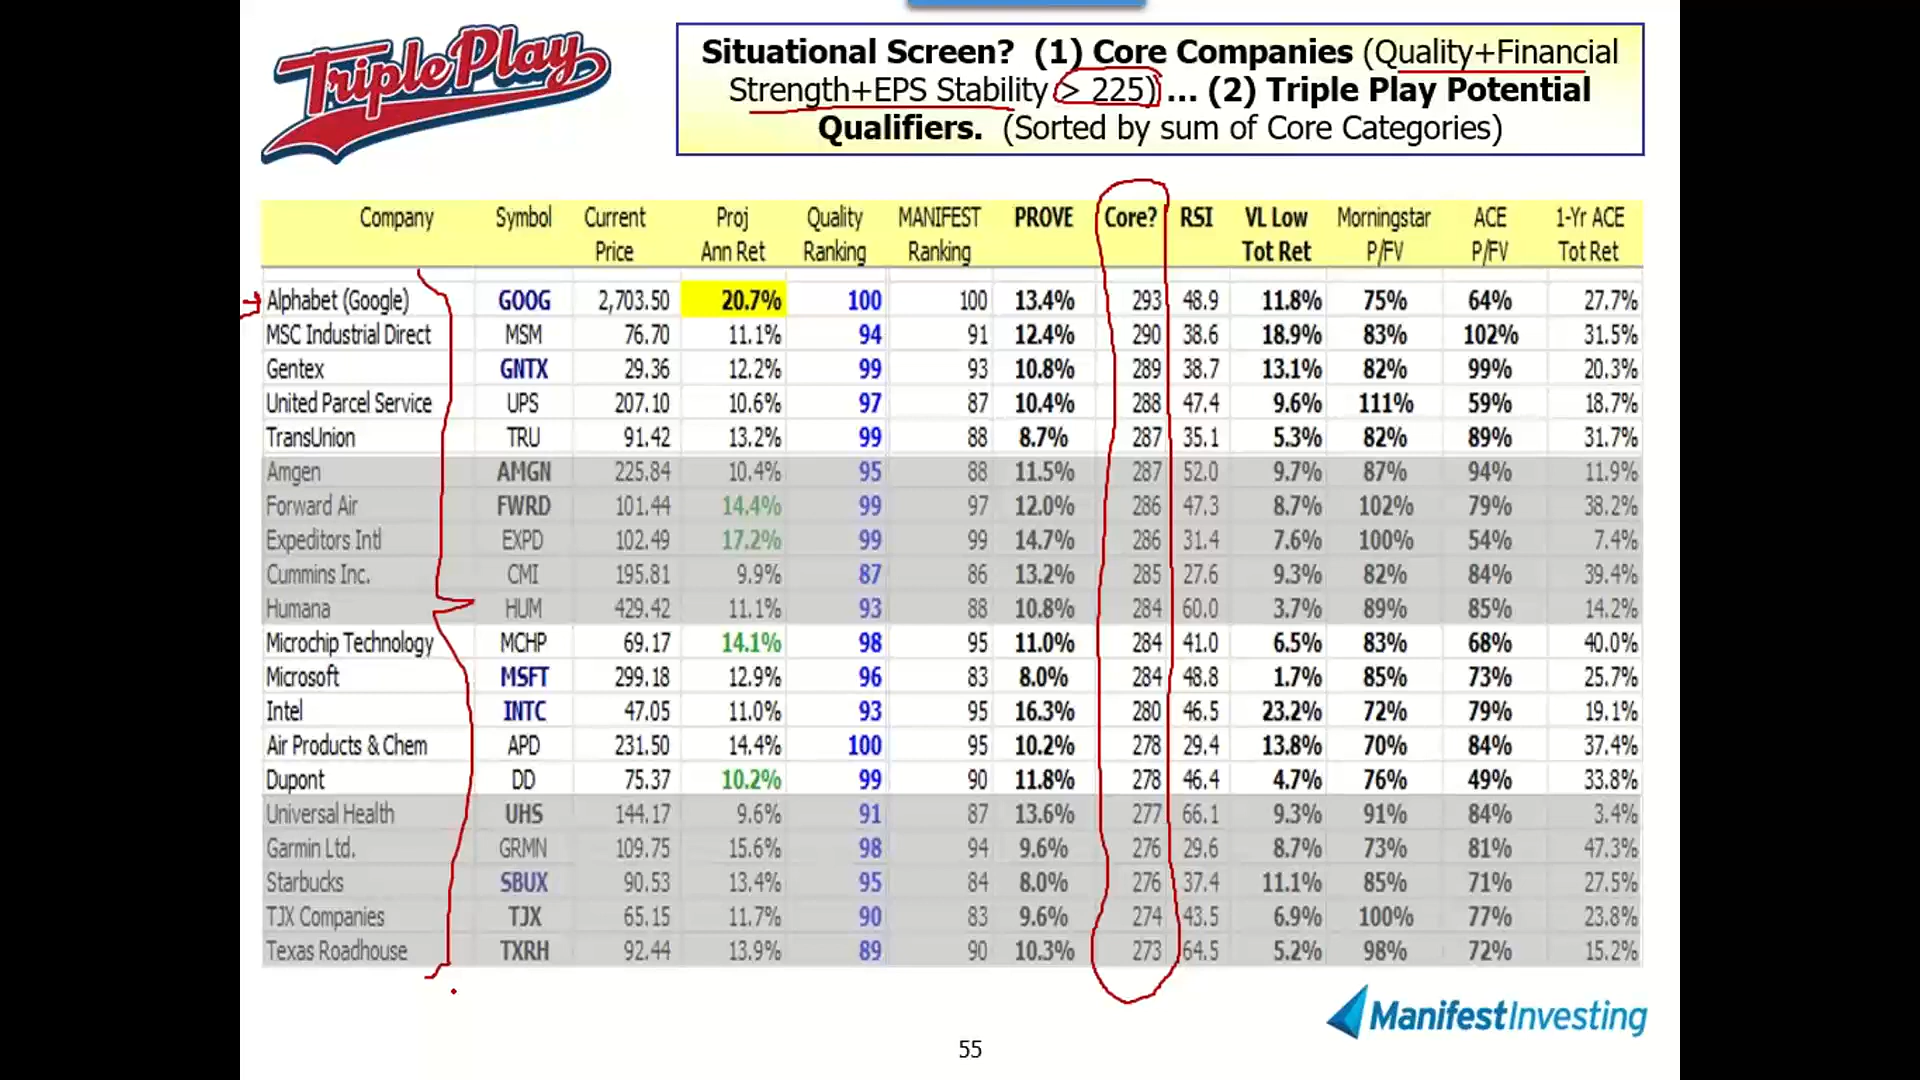 Triple Play
Situational Screen? (1) Core Companies (Quality+Financial
Strength+EPS Stability > 225) ... (2) Triple Play Potential
Qualifiers. (Sorted by sum of Core Categories)
Company Symbol Current Proj Quality MANIFEST PROVE Core? RSI VL Low Morningstar ACE 1-Yr ACE
Price Ann Ret Ranking Ranking Tot Ret P/FV P/FV Tot Ret
Alphabet (Google) GOOG 2,703.50 20.7% 100 100 13.4% 293 48.9 11.8% 75% 64% 27.7%
MSC Industrial Direct MSM 76.70 11.1% 94 91 12.4% 290 38.6 18.9% 83% 102% 31.5%
Gentex GNTX 29.36 12.2% 99 93 10.8% 289 38.7 13.1% 82% 99% 20.3%
United Parcel Service UPS 207.10 10.6% 97 87 10.4% 288 47.4 9.6% 111% 59% 18.7%
TransUnion TRU 91.42 13.2% 99 88 8.7% 287 35.1 5.3% 82% 89% 31.7%
Amgen AMGN 225.84 10.4% 95 88 11.5% 287 52.0 9.7% 87% 94% 11.9%
Forward Air FWRD 101.44 14.4% 99 97 12.0% 286 47.3 8.7% 102% 79% 38.2%
Expeditors Intl EXPD 102.49 17.2% 99 99 14.7% 286 31.4 7.6% 100% 54% 7.4%
Cummins Inc. CMI 195.81 9.9% 87 86 13.2% 285 27.6 9.3% 82% 84% 39.4%
Humana HUM 429.42 11.1% 93 88 10.8% 284 60.0 3.7% 89% 85% 14.2%
Microchip Technology MCHP 69.17 14.1% 98 95 11.0% 284 41.0 6.5% 83% 68% 40.0%
Microsoft MSFT 299.18 12.9% 96 83 8.0% 284 48.8 1.7% 85% 73% 25.7%
Intel INTC 47.05 11.0% 93 95 16.3% 280 46.5 23.2% 72% 79% 19.1%
Air Products & Chem APD 231.50 14.4% 100 95 10.2% 278 29.4 13.8% 70% 84% 37.4%
Dupont DD 75.37 10.2% 99 90 11.8% 278 46.4 4.7% 76% 49% 33.8%
Universal Health UHS 144.17 9.6% 91 87 13.6% 277 66.1 9.3% 91% 84% 3.4%
Garmin Ltd. GRMN 109.75 15.6% 98 94 9.6% 276 29.6 8.7% 73% 81% 47.3%
Starbucks SBUX 90.53 13.4% 95 84 8.0% 276 37.4 11.1% 85% 71% 27.5%
TJX Companies TJX 65.15 11.7% 90 83 9.6% 274 43.5 6.9% 100% 77% 23.8%
Texas Roadhouse TXRH 92.44 13.9% 89 90 10.3% 273 64.5 5.2% 98% 72% 15.2%
ManifestInvesting
55